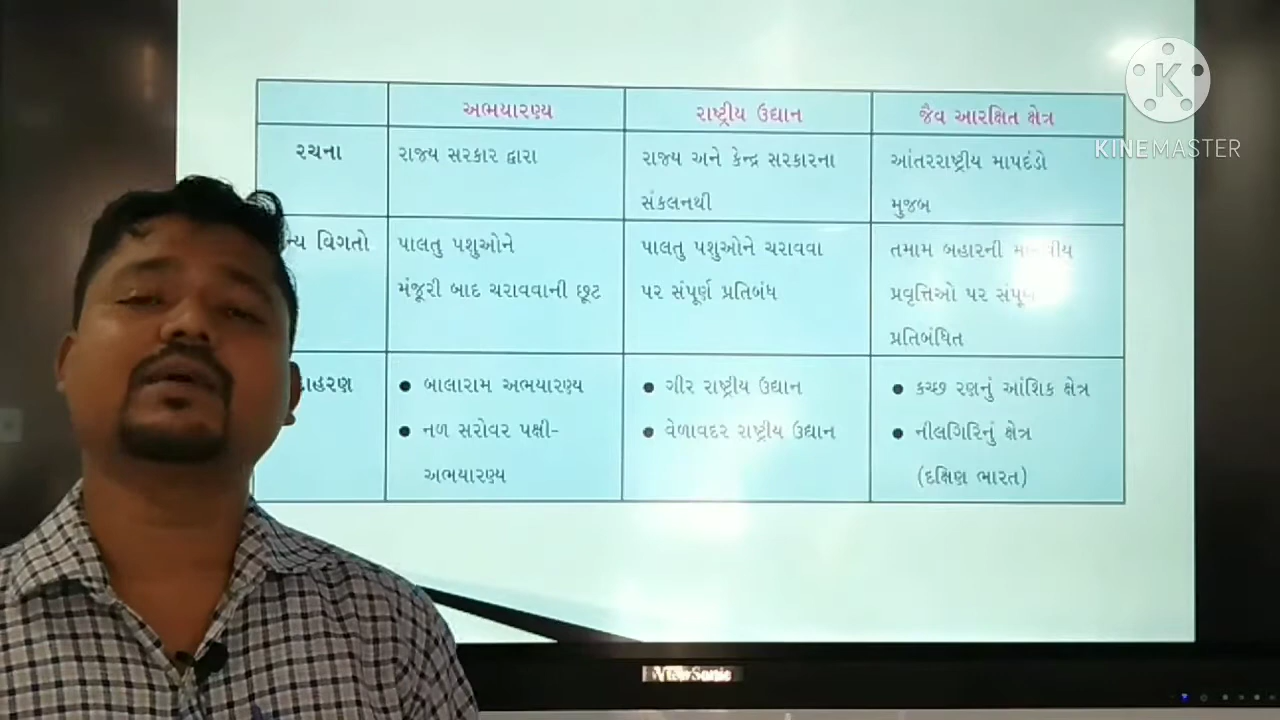 અભયારણ્ય
રાષ્ટ્રીય ઉદ્યાન
જૈવ આરક્ષિત ક્ષેત્ર
રચના
રાજ્ય સરકાર દ્વારા
રાજ્ય અને કેન્દ્ર સરકારના
સંકલનથી
આંતરરાષ્ટ્રીય માપદંડો
મુજબ
વિગતો
પાલતુ પશુઓને
મંજૂરી બાદ ચરાવવાની છૂટ
પાલતુ પશુઓને ચરાવવા
પર સંપૂર્ણ પ્રતિબંધ
તમામ બહારની
પ્રવૃત્તિઓ પર
પ્રતિબંધિત
બાલારામ અભયારણ્ય
નળ સરોવર પક્ષી-
અભયારણ્ય
ગીર રાષ્ટ્રીય ઉદ્યાન
વેળાવદર રાષ્ટ્રીય ઉદ્યાન
કચ્છ રણનું આંશિક ક્ષેત્ર
નીલગિરિનું ક્ષેત્ર
(દક્ષિણ ભારત)
K
KINEMASTER
ViewSonic